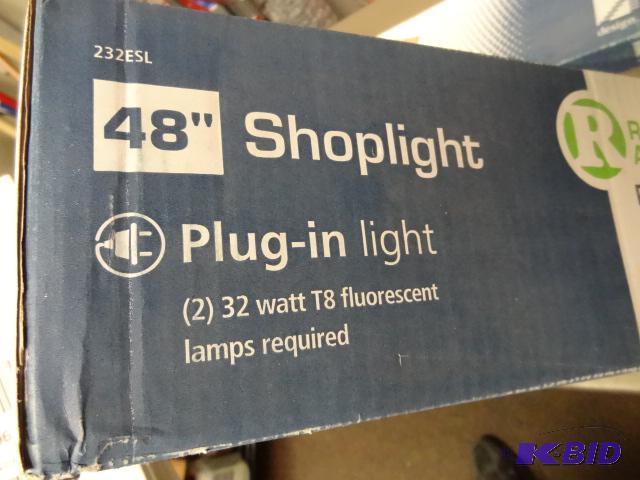 232ESL
48" Shoplight
Plug-in light
(2) 32 watt T8 fluorescent
lamps required
R
K-BID